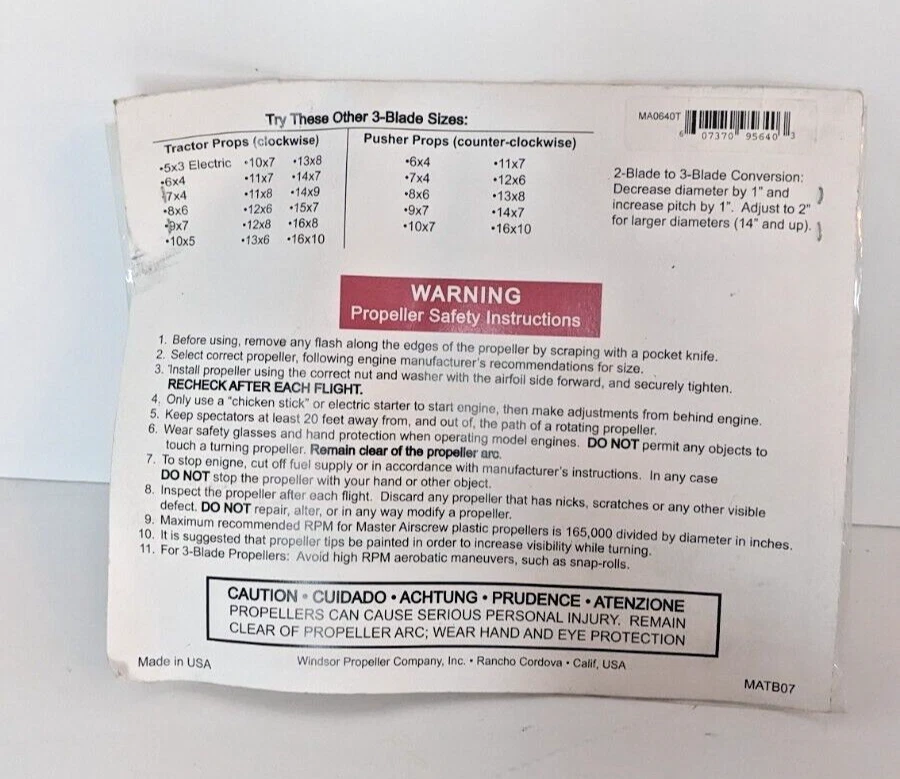 Try These Other 3-Blade Sizes:
Tractor Props (clockwise)
•5x3 Electric •10x7 •13x8
•6x4 •11x7 •14x7
7x4 •11x8 •14x9
•8x6 •12x6 •15x7
•9x7 •12x8 •16x8
•10x5 •13x6 •16x10
Pusher Props (counter-clockwise)
•6x4 •11x7
•7x4 •12x6
•8x6 •13x8
•9x7 •14x7
•10x7 •16x10
MA0640T
6 07370 95640 3
2-Blade to 3-Blade Conversion:
Decrease diameter by 1" and
increase pitch by 1". Adjust to 2"
for larger diameters (14" and up).
WARNING
Propeller Safety Instructions
1. Before using, remove any flash along the edges of the propeller by scraping with a pocket knife.
2. Select correct propeller, following engine manufacturer's recommendations for size.
3. Install propeller using the correct nut and washer with the airfoil side forward, and securely tighten.
RECHECK AFTER EACH FLIGHT.
4. Only use a "chicken stick" or electric starter to start engine, then make adjustments from behind engine.
5. Keep spectators at least 20 feet away from, and out of, the path of a rotating propeller.
6. Wear safety glasses and hand protection when operating model engines. DO NOT permit any objects to
touch a turning propeller. Remain clear of the propeller arc.
7. To stop enigne, cut off fuel supply or in accordance with manufacturer's instructions. In any case
DO NOT stop the propeller with your hand or other object.
8. Inspect the propeller after each flight. Discard any propeller that has nicks, scratches or any other visible
defect. DO NOT repair, alter, or in any way modify a propeller.
9. Maximum recommended RPM for Master Airscrew plastic propellers is 165,000 divided by diameter in inches.
10. It is suggested that propeller tips be painted in order to increase visibility while turning.
11. For 3-Blade Propellers: Avoid high RPM aerobatic maneuvers, such as snap-rolls.
CAUTION • CUIDADO • ACHTUNG • PRUDENCE • ATENZIONE
PROPELLERS CAN CAUSE SERIOUS PERSONAL INJURY. REMAIN
CLEAR OF PROPELLER ARC; WEAR HAND AND EYE PROTECTION
Made in USA
Windsor Propeller Company, Inc. • Rancho Cordova • Calif, USA
MATB07